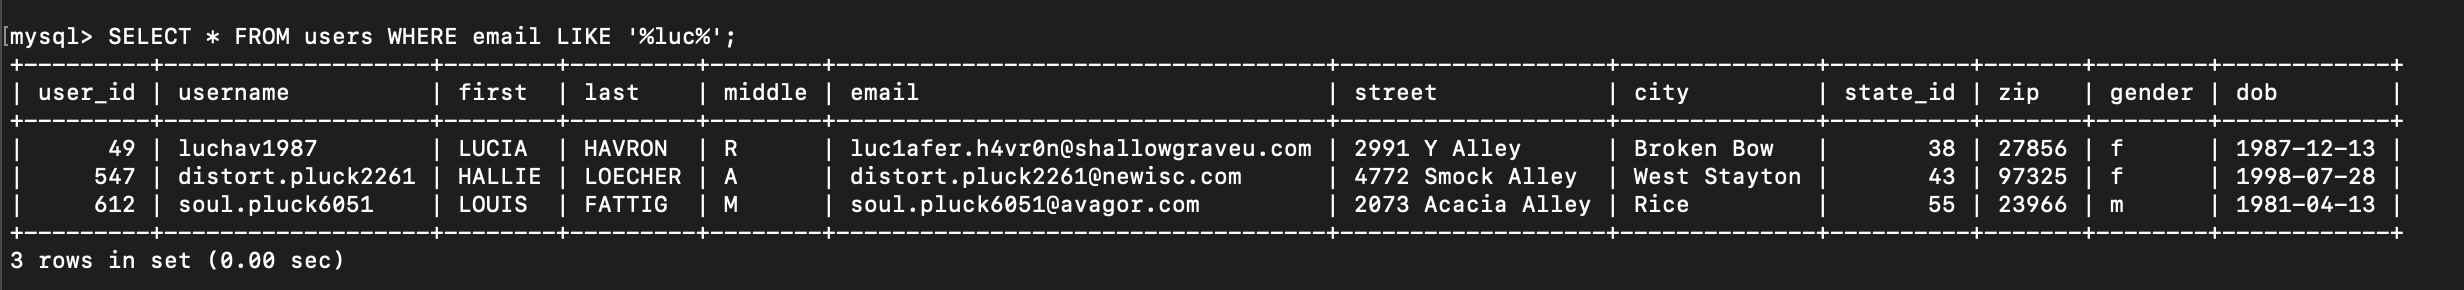 [mysql> SELECT * FROM users WHERE email LIKE '%luc%';
+---------+-------------------+--------+---------+--------+-----------------------------------+-------------------+--------------+----------+-------+--------+------------+
| user_id | username          | first  | last    | middle | email                             | street            | city         | state_id | zip   | gender | dob        |
+---------+-------------------+--------+---------+--------+-----------------------------------+-------------------+--------------+----------+-------+--------+------------+
|      49 | luchav1987        | LUCIA  | HAVRON  | R      | luc1afer.h4vr0n@shallowgraveu.com | 2991 Y Alley      | Broken Bow   |       38 | 27856 | f      | 1987-12-13 |
|     547 | distort.pluck2261 | HALLIE | LOECHER | A      | distort.pluck2261@newisc.com      | 4772 Smock Alley  | West Stayton |       43 | 97325 | f      | 1998-07-28 |
|     612 | soul.pluck6051    | LOUIS  | FATTIG  | M      | soul.pluck6051@avagor.com         | 2073 Acacia Alley | Rice         |       55 | 23966 | m      | 1981-04-13 |
+---------+-------------------+--------+---------+--------+-----------------------------------+-------------------+--------------+----------+-------+--------+------------+
3 rows in set (0.00 sec)